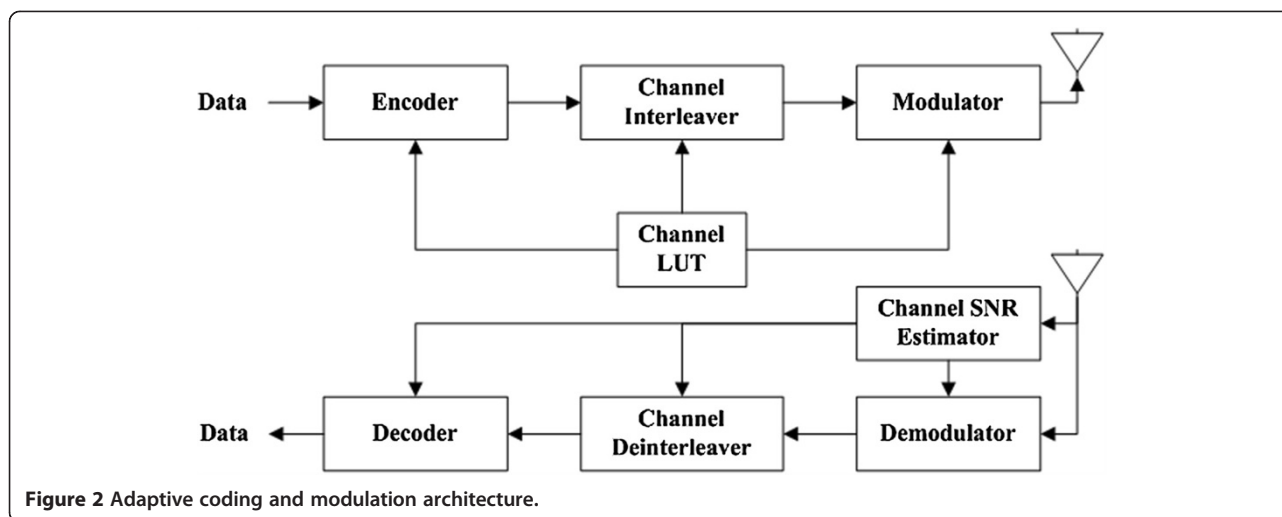 Data
Encoder
Channel
Interleaver
Modulator
Channel
LUT
Channel SNR
Estimator
Data
Decoder
Channel
Deinterleaver
Demodulator
Figure 2 Adaptive coding and modulation architecture.